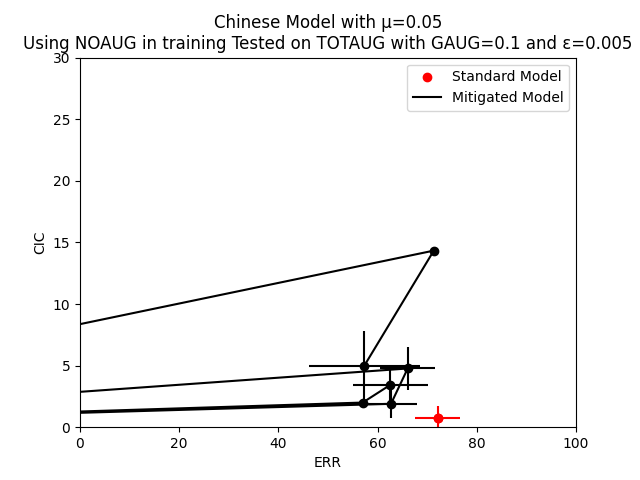 Chinese Model with μ=0.05
Using NOAUG in training Tested on TOTAUG with GAUG=0.1 and ε=0.005
Standard Model
Mitigated Model
CIC
30
25
20
15
10
5
0
0 20 40 60 80 100
ERR